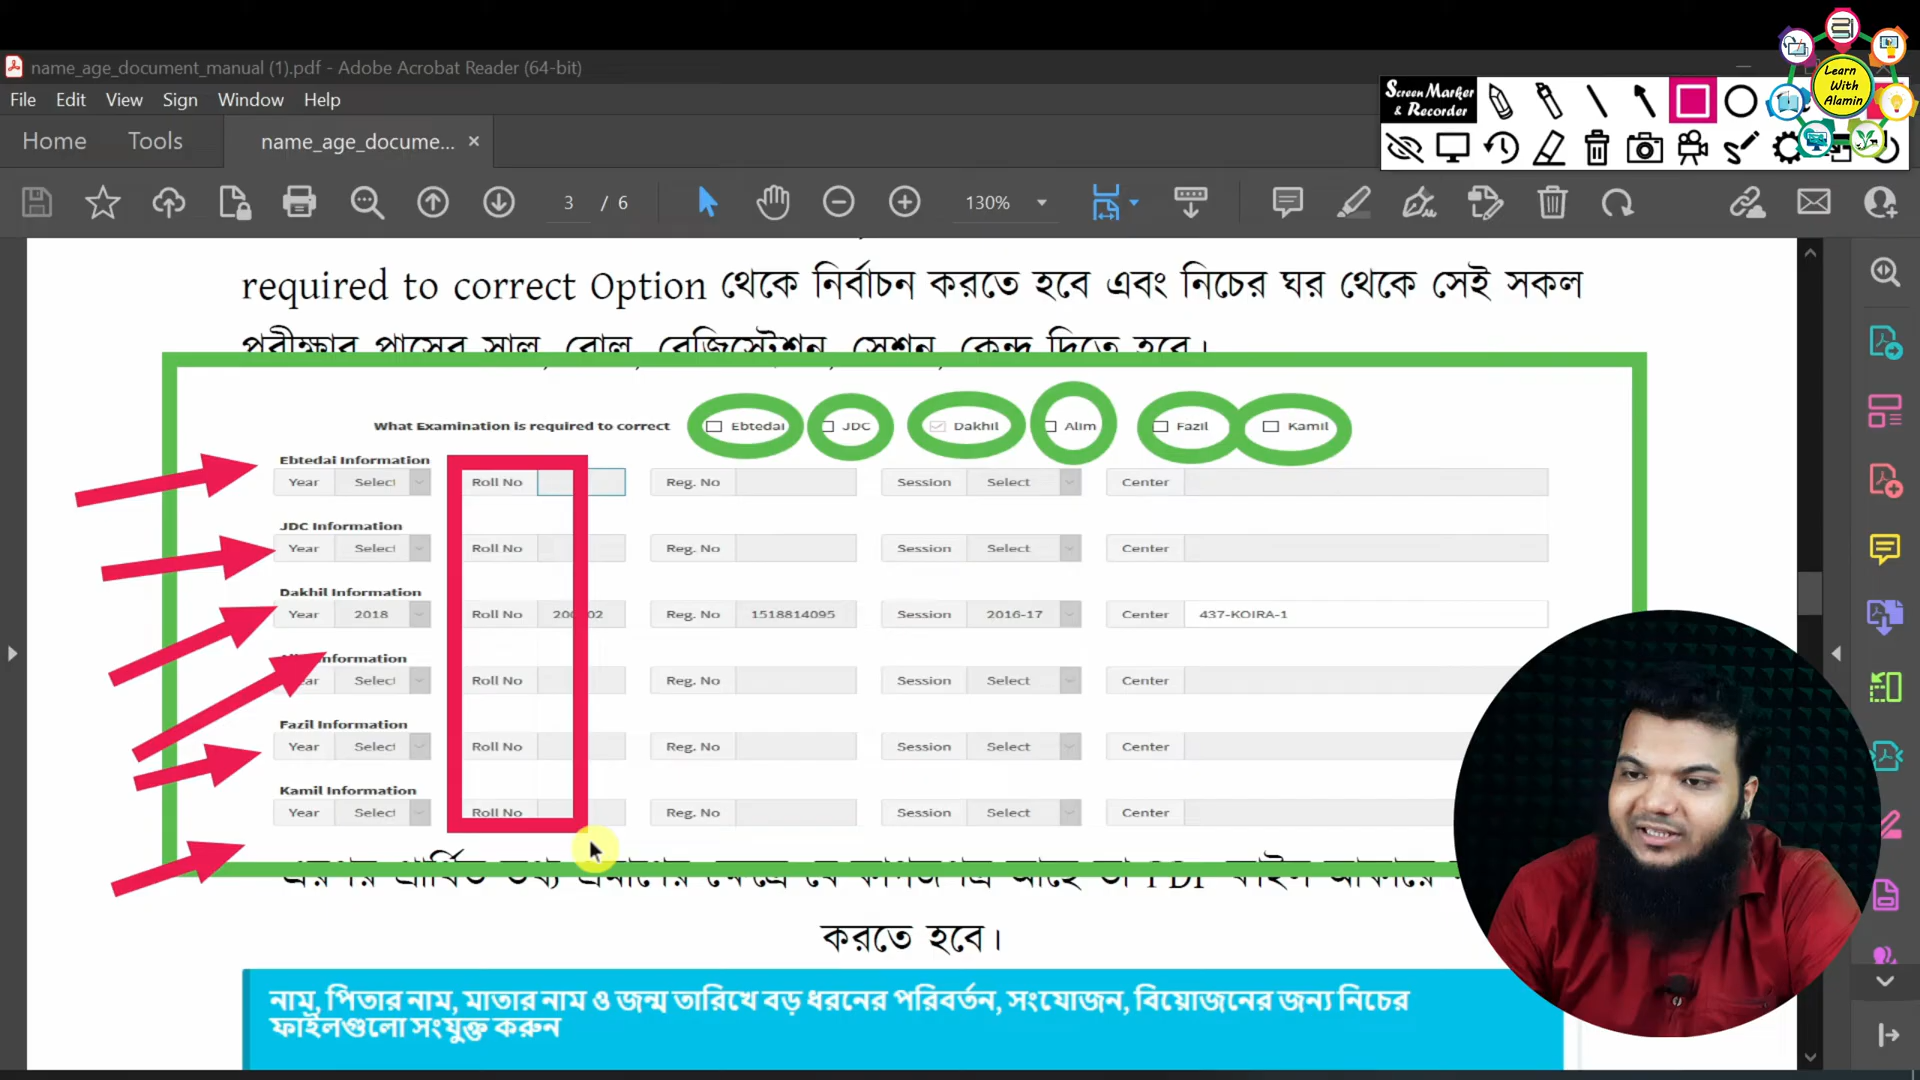 name_age_document_manual (1).pdf - Adobe Acrobat Reader (64-bit)
File Edit View Sign Window Help
Screen Marker
& Recorder
Learn
With
Alamin
Home Tools name_age_docume... ×
3 / 6 130%
required to correct Option থেকে নির্বাচন করতে হবে এবং নিচের ঘর থেকে সেই সকল
পরীক্ষার পাসের সাল, রোল, রেজিস্ট্রেশন, সেশন, কেন্দ্র দিতে হবে।
What Examination is required to correct Ebtedai JDC Dakhil Alim Fazil Kamil
Ebtedai Information
Year Select Roll No Reg. No Session Select Center
JDC Information
Year Select Roll No Reg. No Session Select Center
Dakhil Information
Year 2018 Roll No Reg. No 1518814095 Session 2016-17 Center 437-KOIRA-1
Information
Select Roll No Reg. No Session Select Center
Fazil Information
Year Select Roll No Reg. No Session Select Center
Kamil Information
Year Select Roll No Reg. No Session Select Center
করতে হবে।
নাম, পিতার নাম, মাতার নাম ও জন্ম তারিখে বড় ধরনের পরিবর্তন, সংযোজন, বিয়োজনের জন্য নিচের
ফাইলগুলো সংযুক্ত করুন